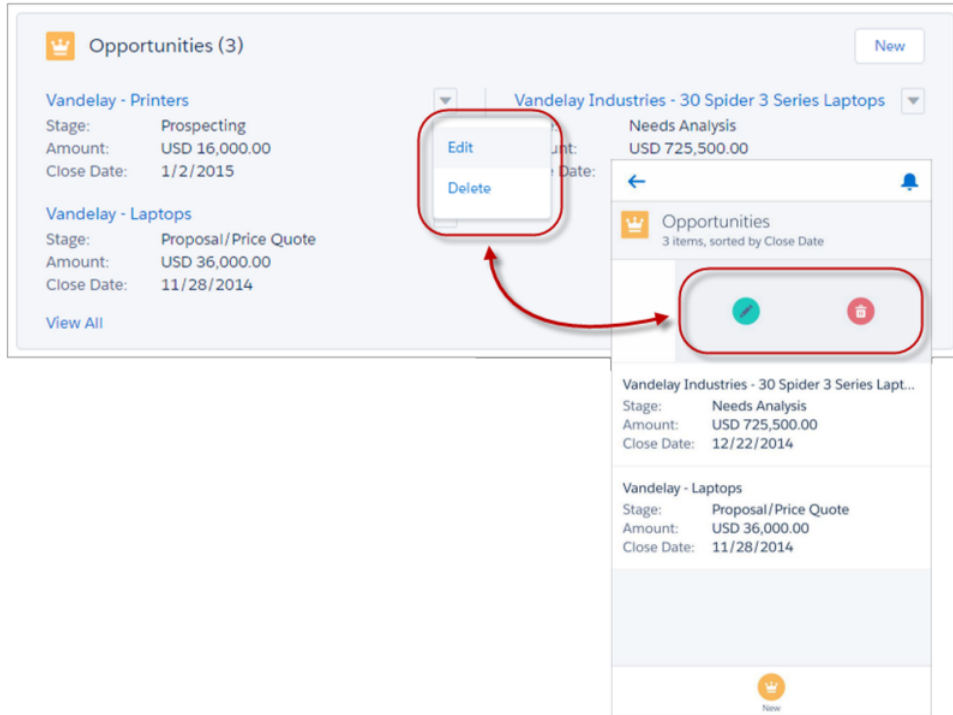 Opportunities (3)
New
Vandelay - Printers
Stage: Prospecting
Amount: USD 16,000.00
Close Date: 1/2/2015
Vandelay - Laptops
Stage: Proposal/Price Quote
Amount: USD 36,000.00
Close Date: 11/28/2014
View All
Edit
Delete
Vandelay Industries - 30 Spider 3 Series Laptops
Needs Analysis
USD 725,500.00
Date:
Opportunities
3 items, sorted by Close Date
Vandelay Industries - 30 Spider 3 Series Lapt...
Stage: Needs Analysis
Amount: USD 725,500.00
Close Date: 12/22/2014
Vandelay - Laptops
Stage: Proposal/Price Quote
Amount: USD 36,000.00
Close Date: 11/28/2014
New